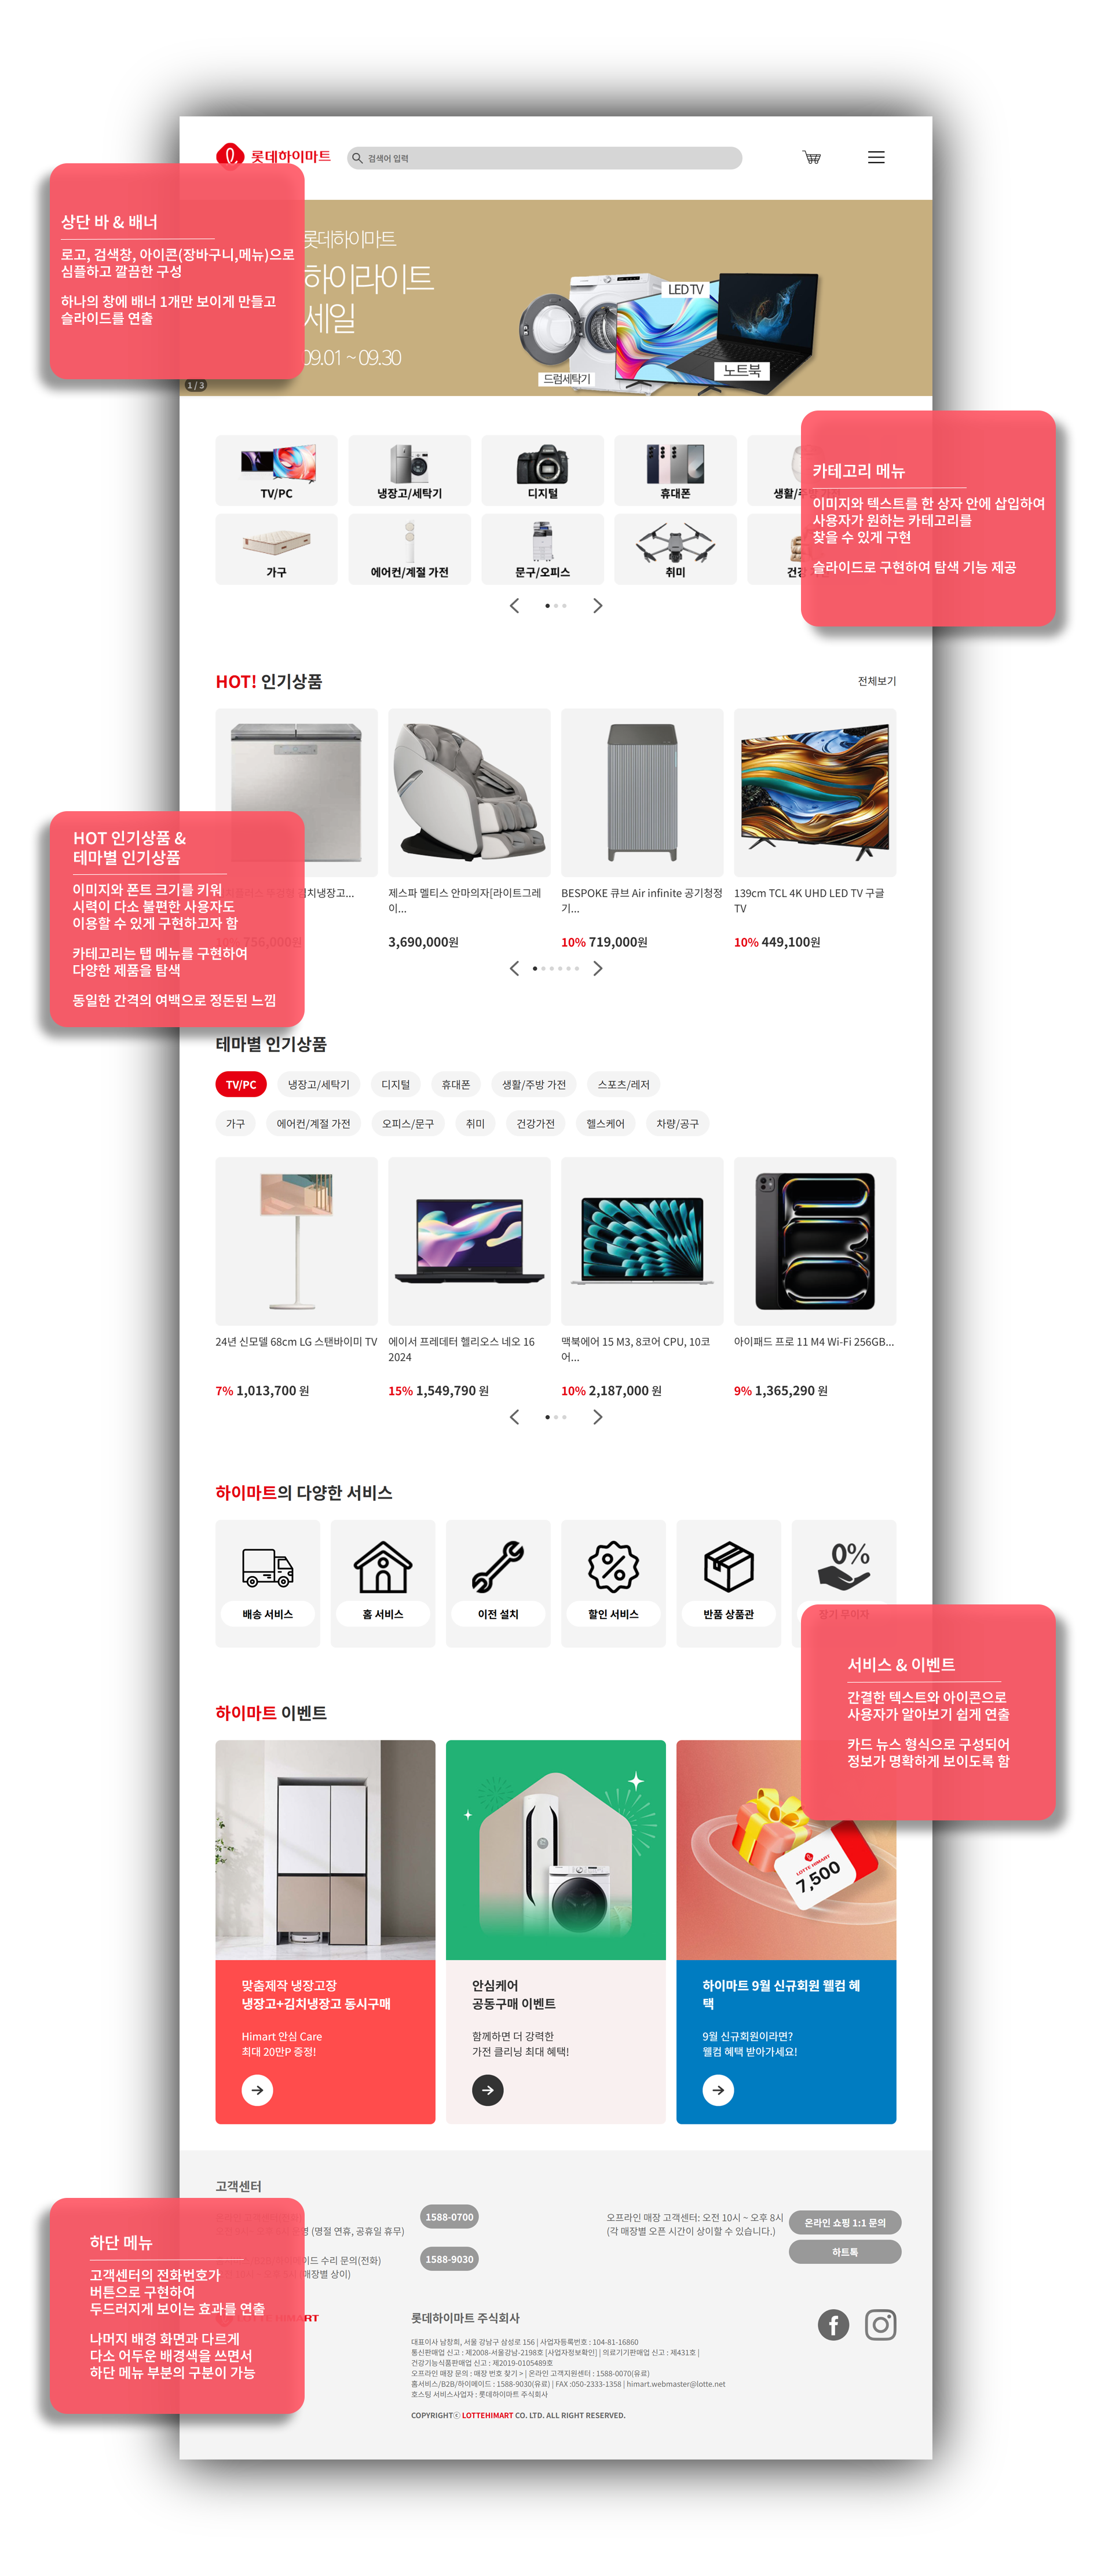 롯데하이마트
검색어 입력
상단 바 & 배너
로고, 검색창, 아이콘(장바구니,메뉴)으로
심플하고 깔끔한 구성
하나의 창에 배너 1개만 보이게 만들고
슬라이드를 연출
롯데하이마트
하이라이트
세일
09.01 ~ 09.30
LED TV
드럼세탁기
노트북
1 / 3
카테고리 메뉴
이미지와 텍스트를 한 상자 안에 삽입하여
사용자가 원하는 카테고리를
찾을 수 있게 구현
슬라이드로 구현하여 탐색 기능 제공
TV/PC
냉장고/세탁기
디지털
휴대폰
생활/주방
가구
에어컨/계절 가전
문구/오피스
취미
건강
HOT! 인기상품
전체보기
HOT 인기상품 &
테마별 인기상품
이미지와 폰트 크기를 키워
시력이 다소 불편한 사용자도
이용할 수 있게 구현하고자 함
카테고리는 탭 메뉴를 구현하여
다양한 제품을 탐색
동일한 간격의 여백으로 정돈된 느낌
김치냉장고...
10% 756,000원
제스파 멜티스 안마의자[라이트그레
이...
3,690,000원
BESPOKE 큐브 Air infinite 공기청정
기...
10% 719,000원
139cm TCL 4K UHD LED TV 구글
TV
10% 449,100원
테마별 인기상품
TV/PC
냉장고/세탁기
디지털
휴대폰
생활/주방 가전
스포츠/레저
가구
에어컨/계절 가전
오피스/문구
취미
건강가전
헬스케어
차량/공구
24년 신모델 68cm LG 스탠바이미 TV
7% 1,013,700 원
에이서 프레데터 헬리오스 네오 16
2024
15% 1,549,790 원
맥북에어 15 M3, 8코어 CPU, 10코
어...
10% 2,187,000 원
아이패드 프로 11 M4 Wi-Fi 256GB...
9% 1,365,290 원
하이마트의 다양한 서비스
배송 서비스
홈 서비스
이전 설치
할인 서비스
반품 상품관
0%
장기 무이자
서비스 & 이벤트
간결한 텍스트와 아이콘으로
사용자가 알아보기 쉽게 연출
카드 뉴스 형식으로 구성되어
정보가 명확하게 보이도록 함
하이마트 이벤트
LOTTE HIMART
7,500
맞춤제작 냉장고장
냉장고+김치냉장고 동시구매
Himart 안심 Care
최대 20만P 증정!
안심케어
공동구매 이벤트
함께하면 더 강력한
가전 클리닝 최대 혜택!
하이마트 9월 신규회원 웰컴 혜
택
9월 신규회원이라면?
웰컴 혜택 받아가세요!
고객센터
(명절 연휴, 공휴일 휴무)
1588-0700
수리 문의(전화)
(매장별 상이)
1588-9030
오프라인 매장 고객센터: 오전 10시 ~ 오후 8시
(각 매장별 오픈 시간이 상이할 수 있습니다.)
온라인 쇼핑 1:1 문의
하트톡
하단 메뉴
고객센터의 전화번호가
버튼으로 구현하여
두드러지게 보이는 효과를 연출
나머지 배경 화면과 다르게
다소 어두운 배경색을 쓰면서
하단 메뉴 부분의 구분이 가능
LOTTE HIMART
롯데하이마트 주식회사
대표이사 남창희, 서울 강남구 삼성로 156 | 사업자등록번호 : 104-81-16860
통신판매업 신고 : 제2008-서울강남-2198호 [사업자정보확인] | 의료기기판매업 신고 : 제431호 |
건강기능식품판매업 신고 : 제2019-0105489호
오프라인 매장 문의 : 매장 번호 찾기 > | 온라인 고객지원센터 : 1588-0070(유료)
홈서비스/B2B/하이메이드 : 1588-9030(유료) | FAX :050-2333-1358 | himart.webmaster@lotte.net
호스팅 서비스사업자 : 롯데하이마트 주식회사
COPYRIGHTⓒ LOTTEHIMART CO. LTD. ALL RIGHT RESERVED.